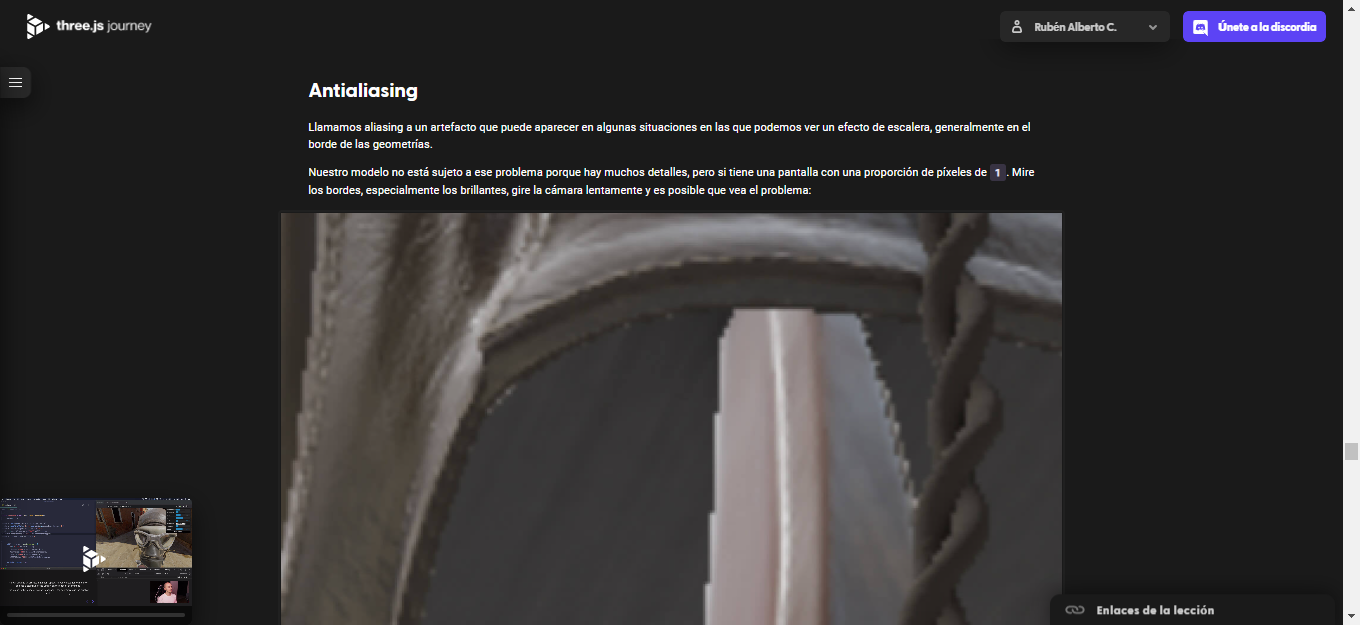 three.js journey
Rubén Alberto C.
Únete a la discordia
Antialiasing
Llamamos aliasing a un artefacto que puede aparecer en algunas situaciones en las que podemos ver un efecto de escalera, generalmente en el
borde de las geometrías.
Nuestro modelo no está sujeto a ese problema porque hay muchos detalles, pero si tiene una pantalla con una proporción de píxeles de 1. Mire
los bordes, especialmente los brillantes, gire la cámara lentamente y es posible que vea el problema:
Enlaces de la lección